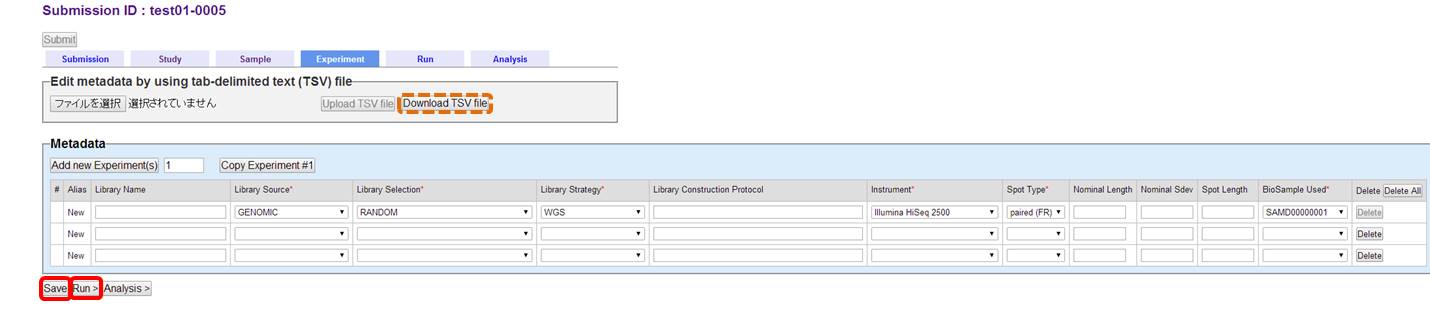 Submission ID : test01-0005
Submit
Submission Study Sample Experiment Run Analysis
Edit metadata by using tab-delimited text (TSV) file
ファイルを選択 選択されていません Upload TSV file Download TSV file
Metadata
Add new Experiment(s) 1 Copy Experiment #1
# Alias Library Name Library Source* Library Selection* Library Strategy* Library Construction Protocol Instrument* Spot Type* Nominal Length Nominal Sdev Spot Length BioSample Used* Delete Delete All
New GENOMIC RANDOM WGS Illumina HiSeq 2500 paired (FR) SAMD00000001 Delete
New Delete
New Delete
Save Run > Analysis >